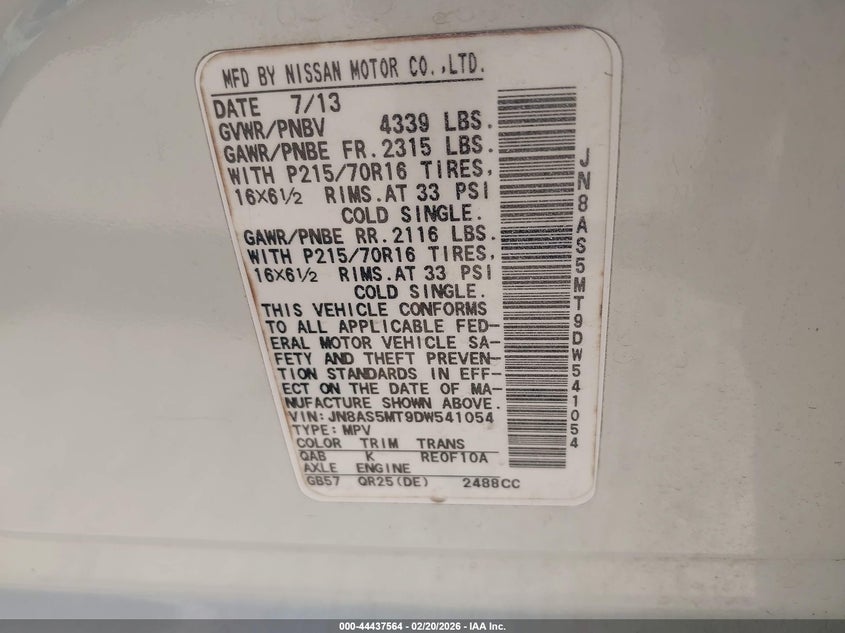 MFD BY NISSAN MOTOR CO.,LTD.
DATE 7/13
GVWR/PNBV 4339 LBS.
GAWR/PNBE FR. 2315 LBS.
WITH P215/70R16 TIRES,
16X6½ RIMS. AT 33 PSI
COLD SINGLE.
GAWR/PNBE RR. 2116 LBS.
WITH P215/70R16 TIRES,
16X6½ RIMS. AT 33 PSI
COLD SINGLE.
THIS VEHICLE CONFORMS
TO ALL APPLICABLE FED-
ERAL MOTOR VEHICLE SA-
FETY AND THEFT PREVEN-
TION STANDARDS IN EFF-
ECT ON THE DATE OF MA-
NUFACTURE SHOWN ABOVE.
VIN: JN8AS5MT9DW541054
TYPE: MPV
COLOR TRIM TRANS
QAB K RE0F10A
AXLE ENGINE
GB57 QR25(DE) 2488CC
JN8AS5MT9DW541054
000-44437564 | 02/20/2026 | IAA Inc.